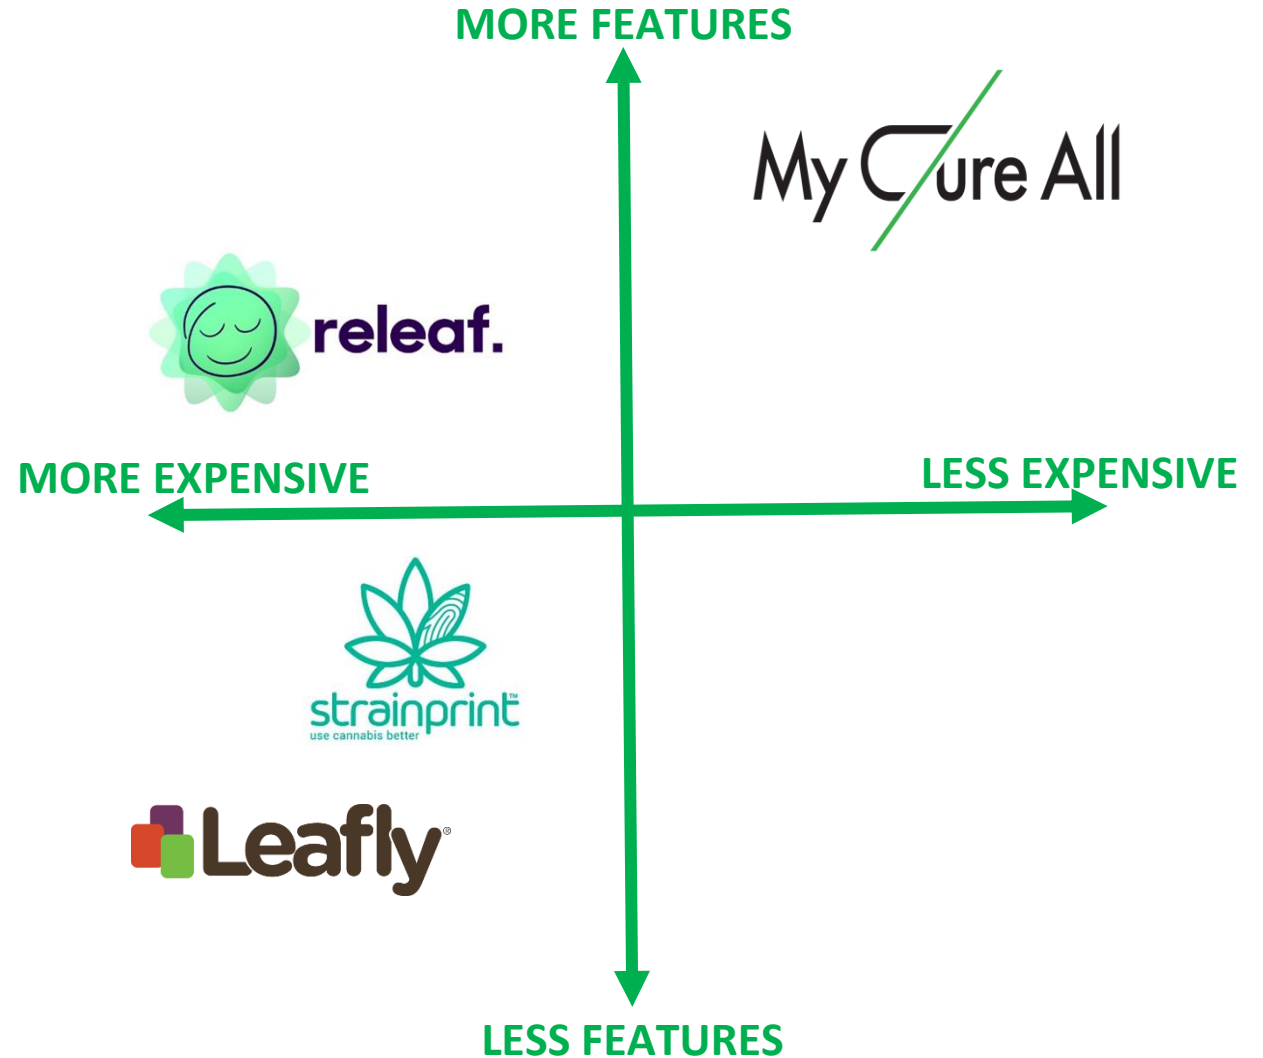 MORE FEATURES
My Cure All
releaf.
MORE EXPENSIVE
LESS EXPENSIVE
strainprint™
use cannabis better
Leafly®
LESS FEATURES